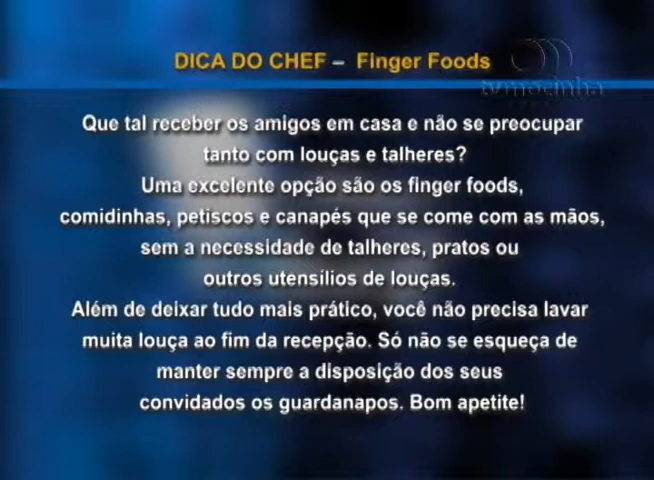 DICA DO CHEF – Finger Foods
tvmocinha
Que tal receber os amigos em casa e não se preocupar
tanto com louças e talheres?
Uma excelente opção são os finger foods,
comidinhas, petiscos e canapés que se come com as mãos,
sem a necessidade de talheres, pratos ou
outros utensílios de louças.
Além de deixar tudo mais prático, você não precisa lavar
muita louça ao fim da recepção. Só não se esqueça de
manter sempre a disposição dos seus
convidados os guardanapos. Bom apetite!